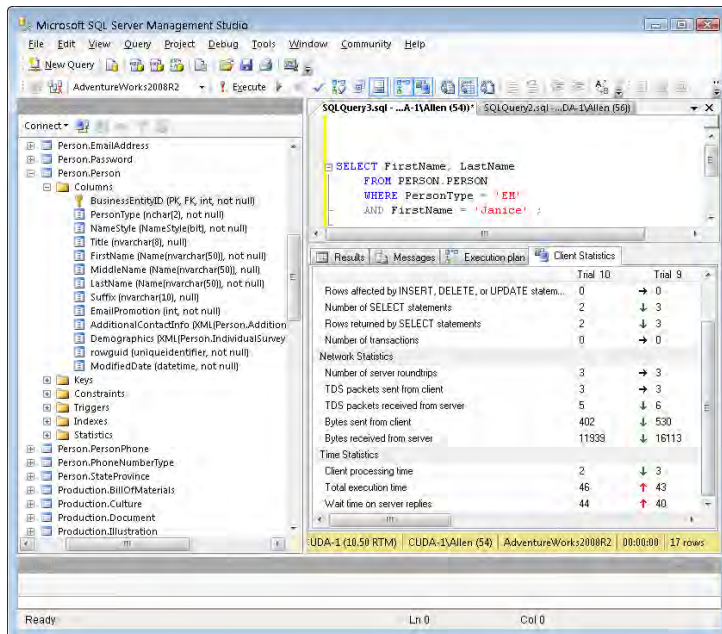 Microsoft SQL Server Management Studio
File Edit View Query Project Debug Tools Window Community Help
New Query
AdventureWorks2008R2 Execute
Connect
Person.EmailAddress
Person.Password
Person.Person
Columns
BusinessEntityID (PK, FK, int, not null)
PersonType (nchar(2), not null)
NameStyle (NameStyle(bit), not null)
Title (nvarchar(8), null)
FirstName (Name(nvarchar(50)), not null)
MiddleName (Name(nvarchar(50)), null)
LastName (Name(nvarchar(50)), not null)
Suffix (nvarchar(10), null)
EmailPromotion (int, not null)
AdditionalContactInfo (XML(Person.Addition
Demographics (XML(Person.IndividualSurvey
rowguid (uniqueidentifier, not null)
ModifiedDate (datetime, not null)
Keys
Constraints
Triggers
Indexes
Statistics
Person.PersonPhone
Person.PhoneNumberType
Person.StateProvince
Production.BillOfMaterials
Production.Culture
Production.Document
Production.Illustration
SQLQuery3.sql - ...A-1\Allen (54))* SQLQuery2.sql -...DA-1\Allen (56))
SELECT FirstName, LastName
FROM PERSON.PERSON
WHERE PersonType = 'EM'
AND FirstName = 'Janice' ;
Results Messages Execution plan Client Statistics
Trial 10 Trial 9
Rows affected by INSERT, DELETE, or UPDATE statem... 0 → 0
Number of SELECT statements 2 ↓ 3
Rows returned by SELECT statements 2 ↓ 3
Number of transactions 0 → 0
Network Statistics
Number of server roundtrips 3 → 3
TDS packets sent from client 3 → 3
TDS packets received from server 5 ↓ 6
Bytes sent from client 402 ↓ 530
Bytes received from server 11939 ↓ 16113
Time Statistics
Client processing time 2 ↓ 3
Total execution time 46 ↑ 43
Wait time on server replies 44 ↑ 40
UDA-1 (10.50 RTM) CUDA-1\Allen (54) AdventureWorks2008R2 00:00:00 17 rows
Ready Ln 0 Col 0